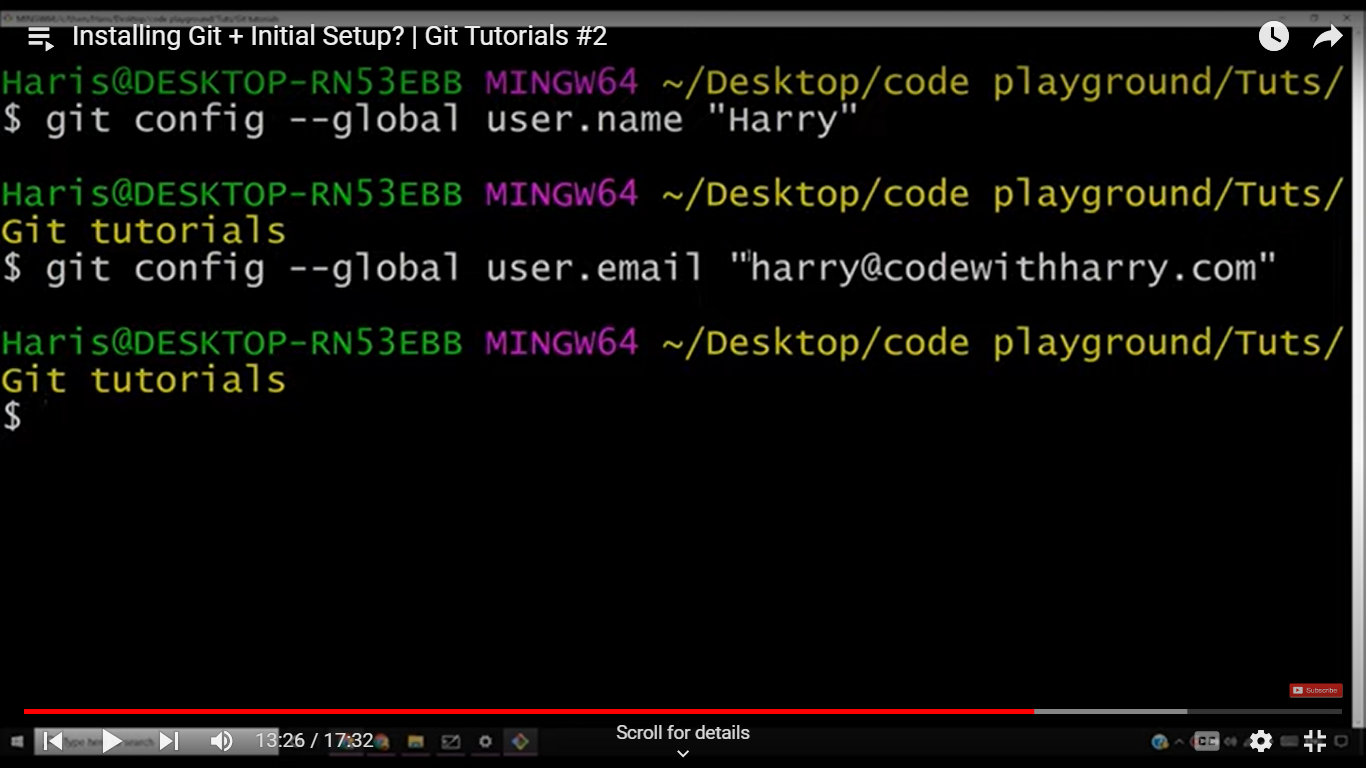 Installing Git + Initial Setup? | Git Tutorials #2
Haris@DESKTOP-RN53EBB MINGW64 ~/Desktop/code playground/Tuts/
$ git config --global user.name "Harry"
Haris@DESKTOP-RN53EBB MINGW64 ~/Desktop/code playground/Tuts/
Git tutorials
$ git config --global user.email "harry@codewithharry.com"
Haris@DESKTOP-RN53EBB MINGW64 ~/Desktop/code playground/Tuts/
Git tutorials
$
Subscribe
Scroll for details
13:26 / 17:32
CC